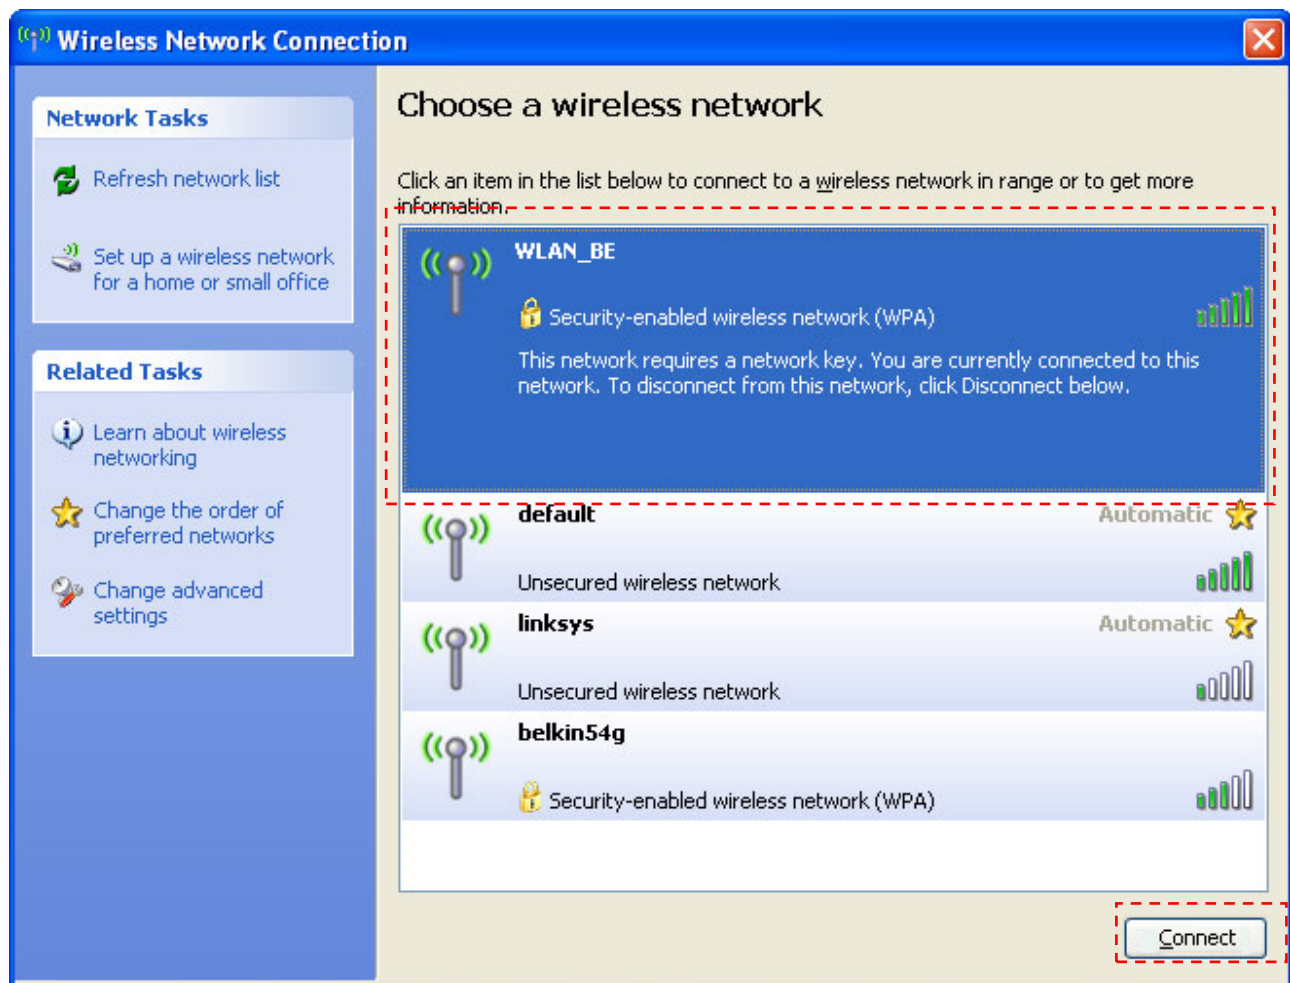 Wireless Network Connection
Network Tasks
Refresh network list
Set up a wireless network
for a home or small office
Related Tasks
Learn about wireless
networking
Change the order of
preferred networks
Change advanced
settings
Choose a wireless network
Click an item in the list below to connect to a wireless network in range or to get more
information.
WLAN_BE
Security-enabled wireless network (WPA)
This network requires a network key. You are currently connected to this
network. To disconnect from this network, click Disconnect below.
default Automatic
Unsecured wireless network
linksys Automatic
Unsecured wireless network
belkin54g
Security-enabled wireless network (WPA)
Connect